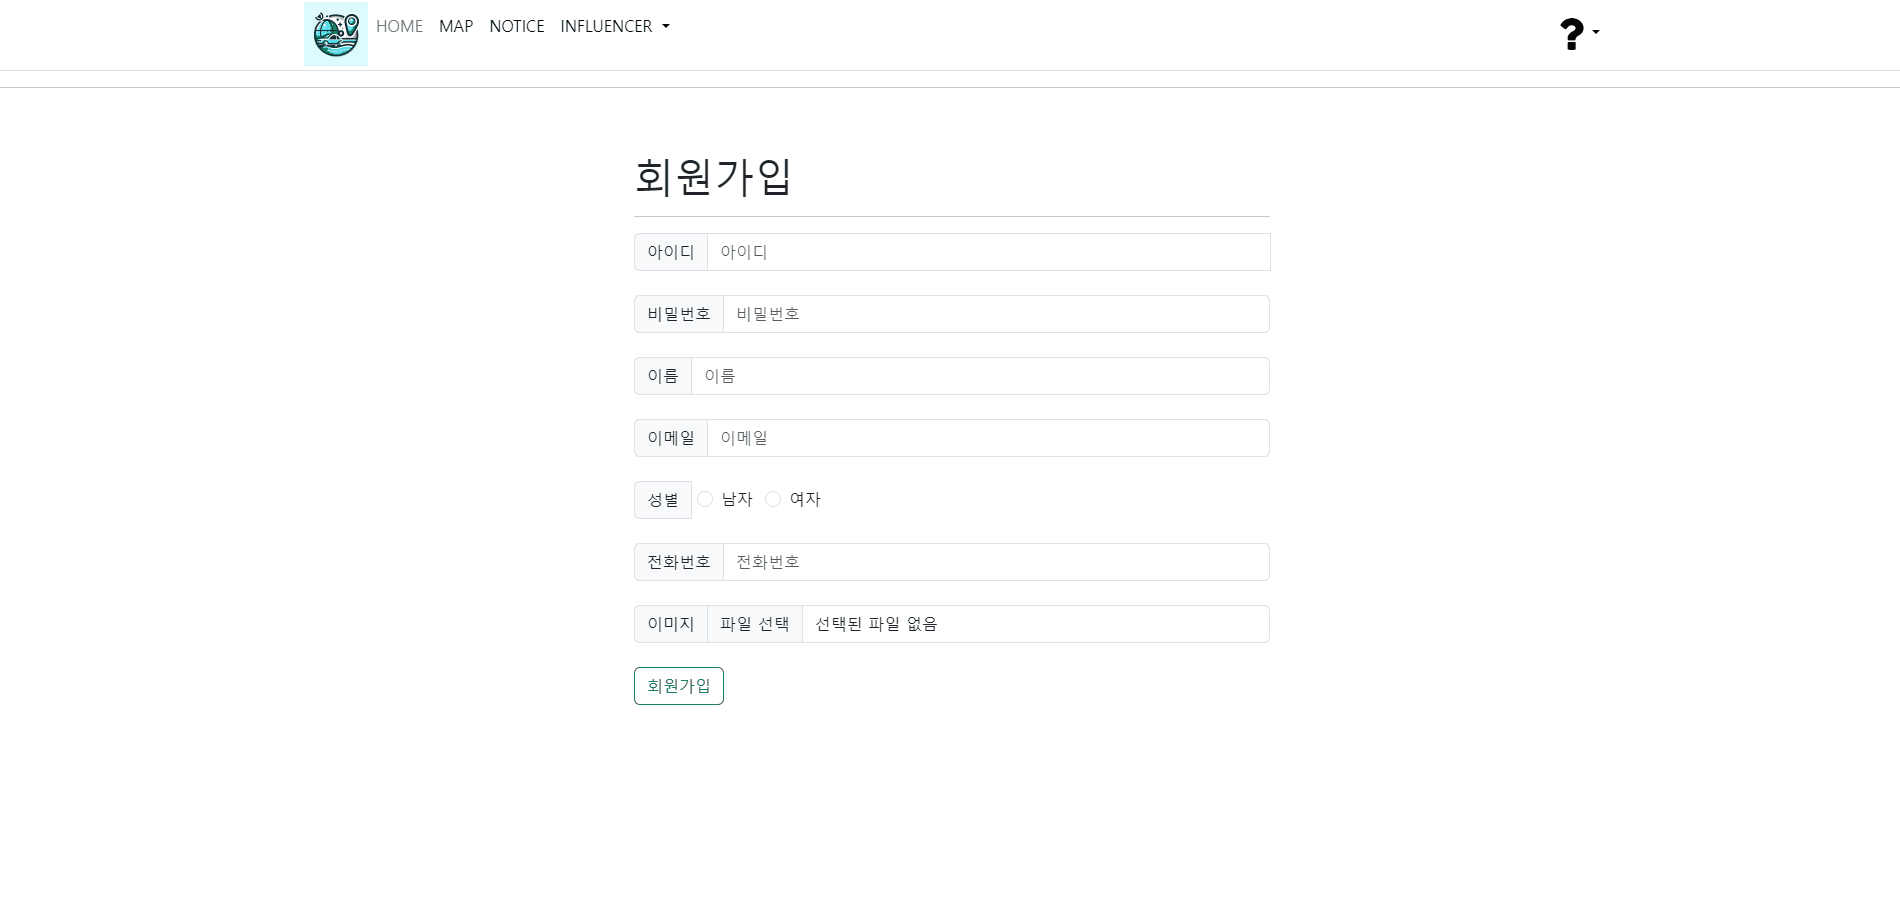 HOME MAP NOTICE INFLUENCER ?
회원가입
아이디 아이디
비밀번호 비밀번호
이름 이름
이메일 이메일
성별 남자 여자
전화번호 전화번호
이미지 파일 선택 선택된 파일 없음
회원가입